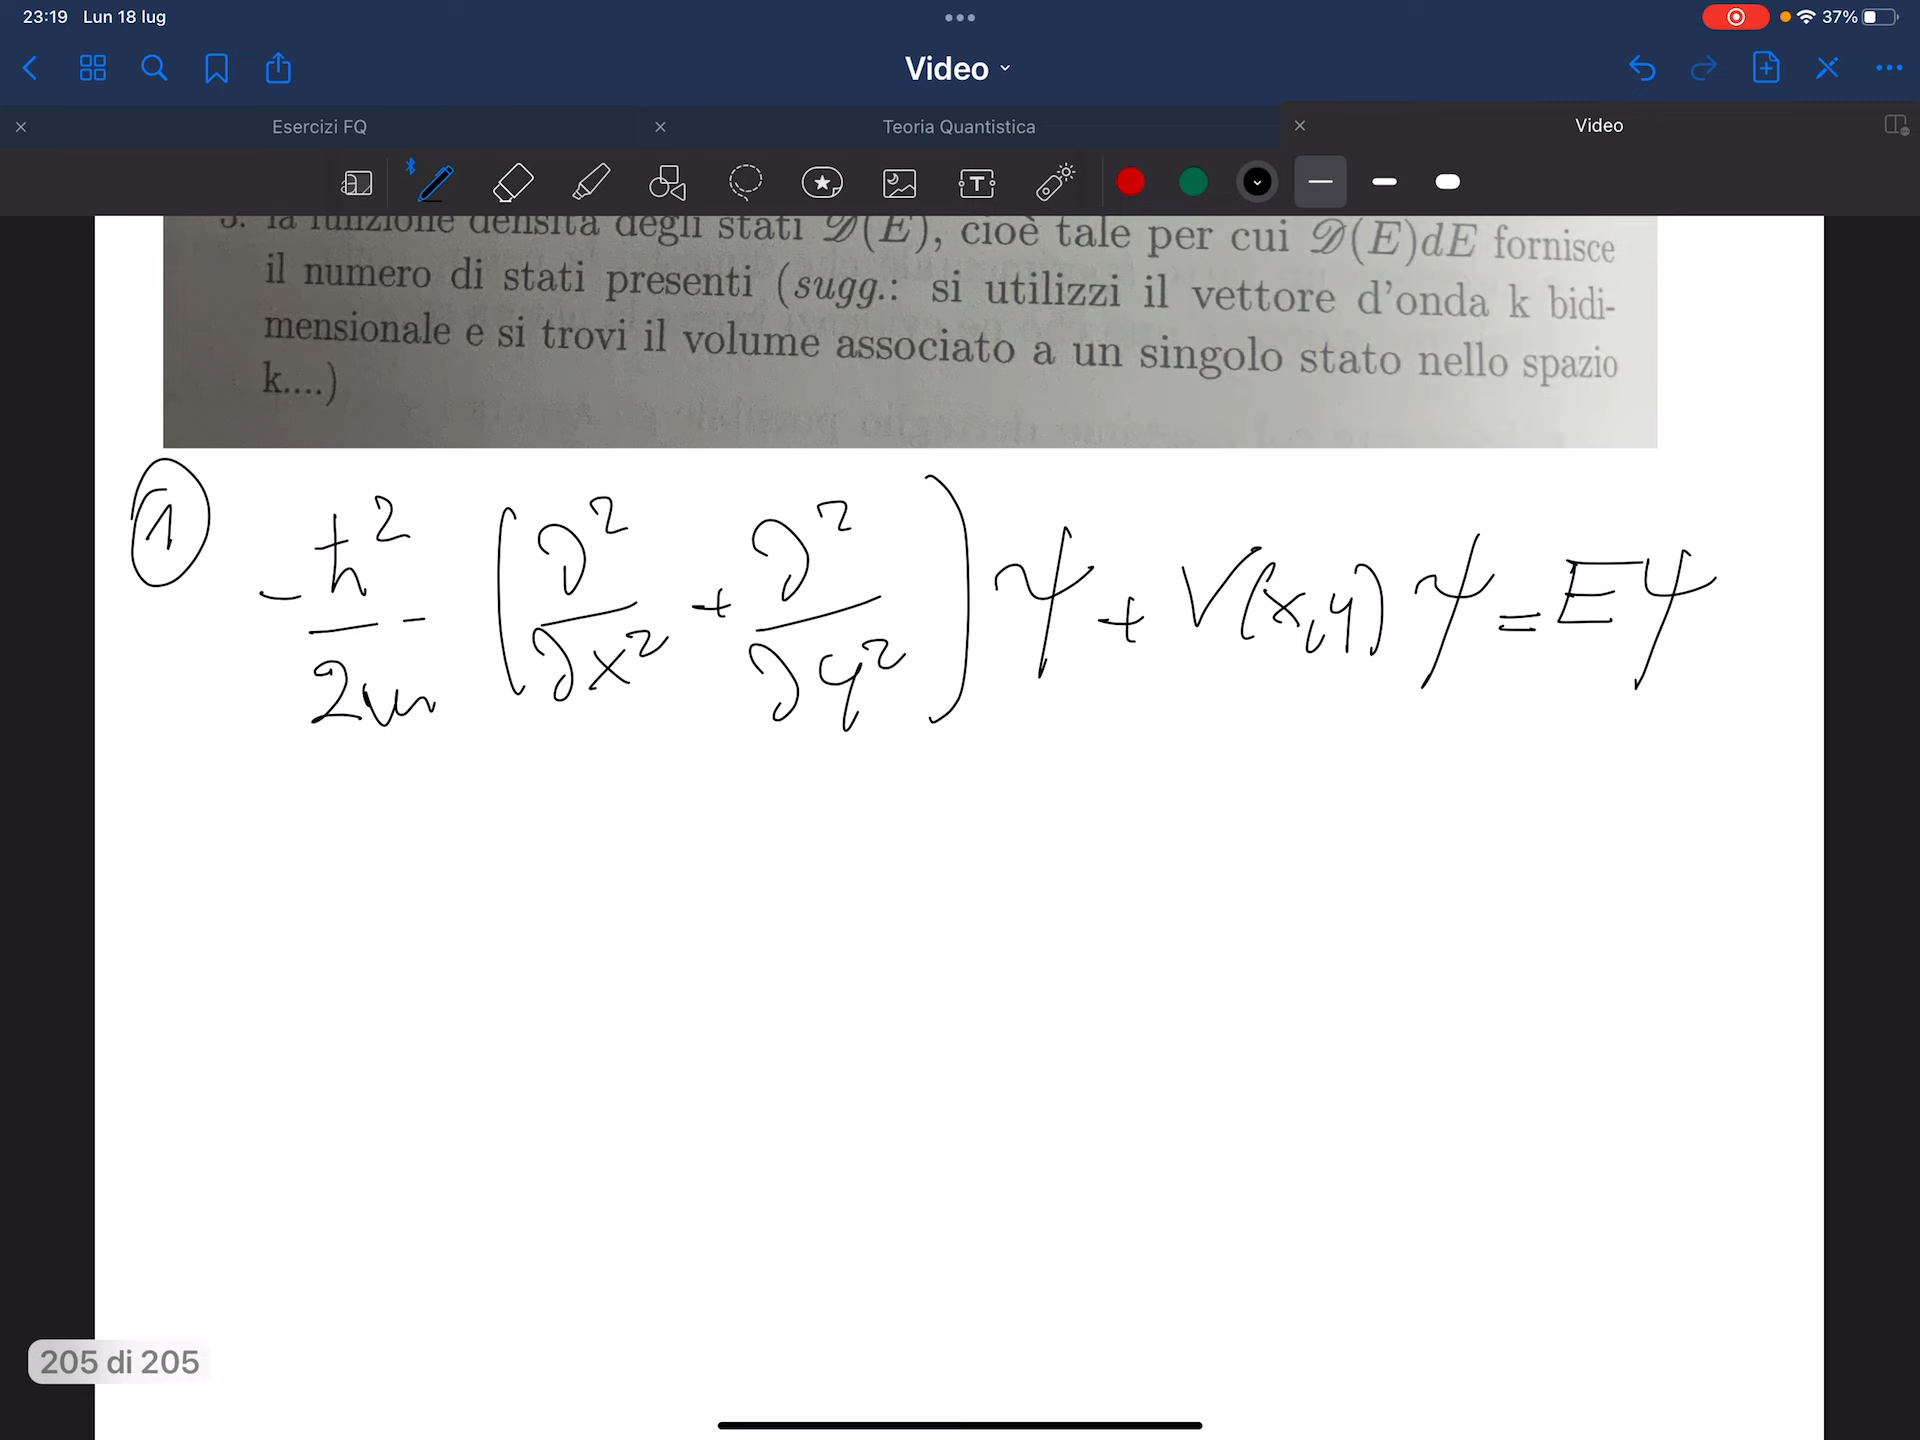 23:19 Lun 18 lug
37%
Video
Esercizi FQ
Teoria Quantistica
Video
3. la funzione densità degli stati 𝒟(E), cioè tale per cui 𝒟(E)dE fornisce
il numero di stati presenti (sugg.: si utilizzi il vettore d'onda k bidi-
mensionale e si trovi il volume associato a un singolo stato nello spazio
k....)
① -ħ²/2m (∂²/∂x² + ∂²/∂y²) ψ + V(x,y) ψ = Eψ
205 di 205